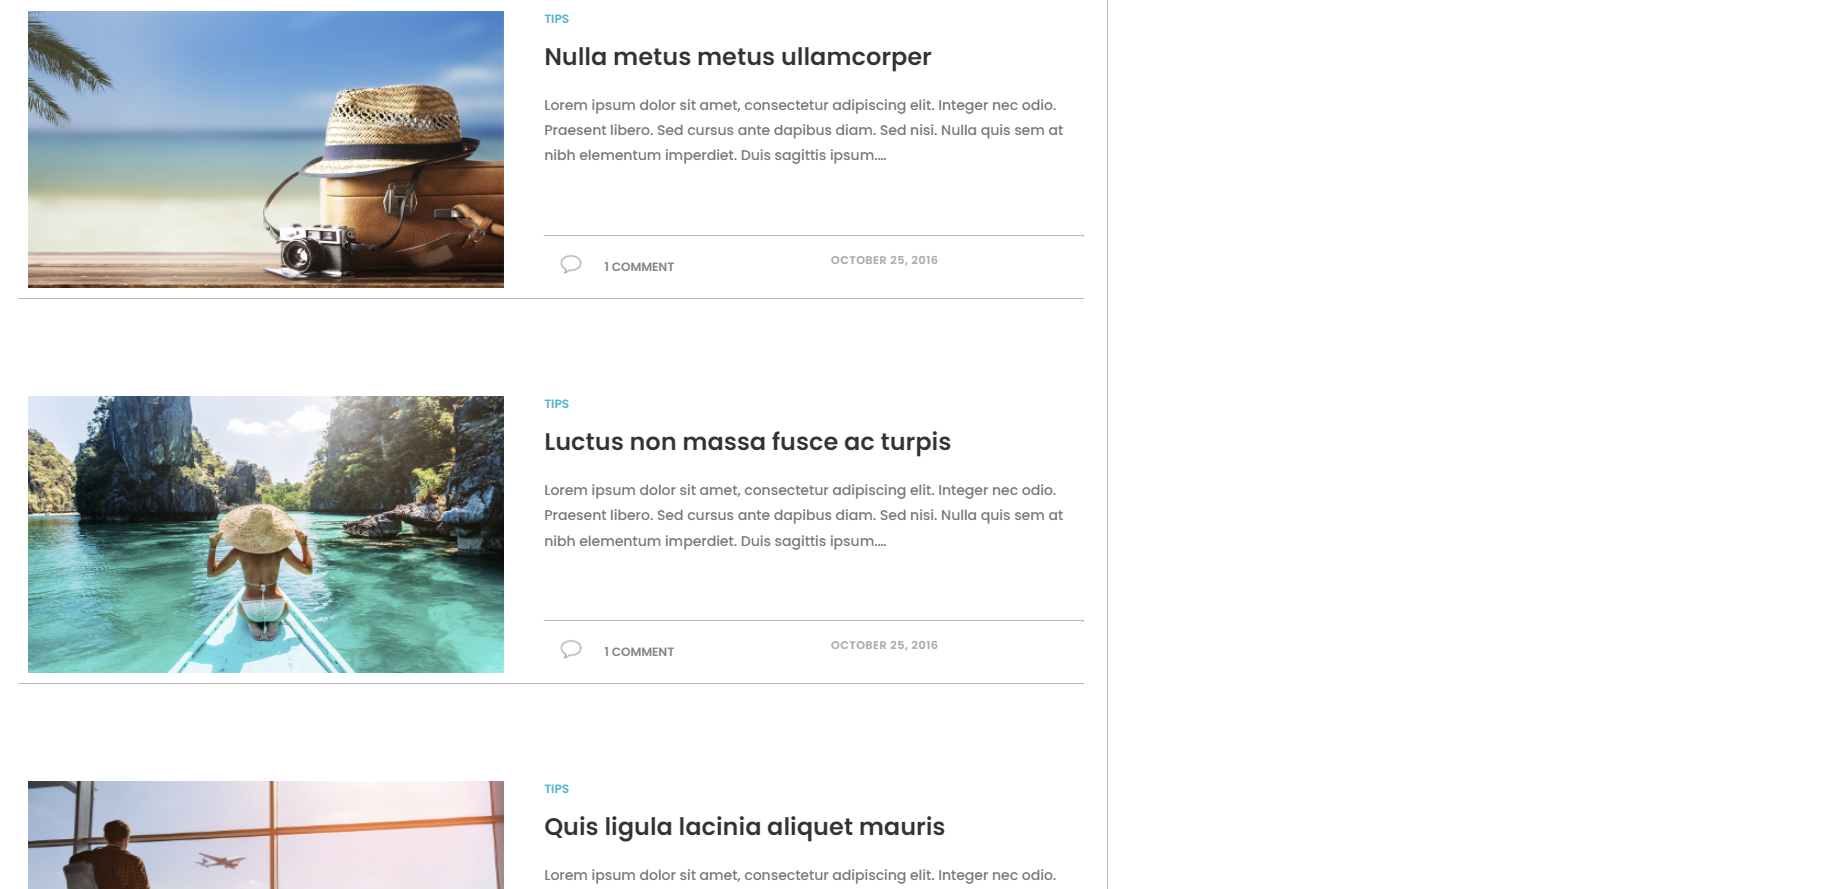 TIPS
Nulla metus metus ullamcorper
Lorem ipsum dolor sit amet, consectetur adipiscing elit. Integer nec odio.
Praesent libero. Sed cursus ante dapibus diam. Sed nisi. Nulla quis sem at
nibh elementum imperdiet. Duis sagittis ipsum....
1 COMMENT
OCTOBER 25, 2016
TIPS
Luctus non massa fusce ac turpis
Lorem ipsum dolor sit amet, consectetur adipiscing elit. Integer nec odio.
Praesent libero. Sed cursus ante dapibus diam. Sed nisi. Nulla quis sem at
nibh elementum imperdiet. Duis sagittis ipsum....
1 COMMENT
OCTOBER 25, 2016
TIPS
Quis ligula lacinia aliquet mauris
Lorem ipsum dolor sit amet, consectetur adipiscing elit. Integer nec odio.